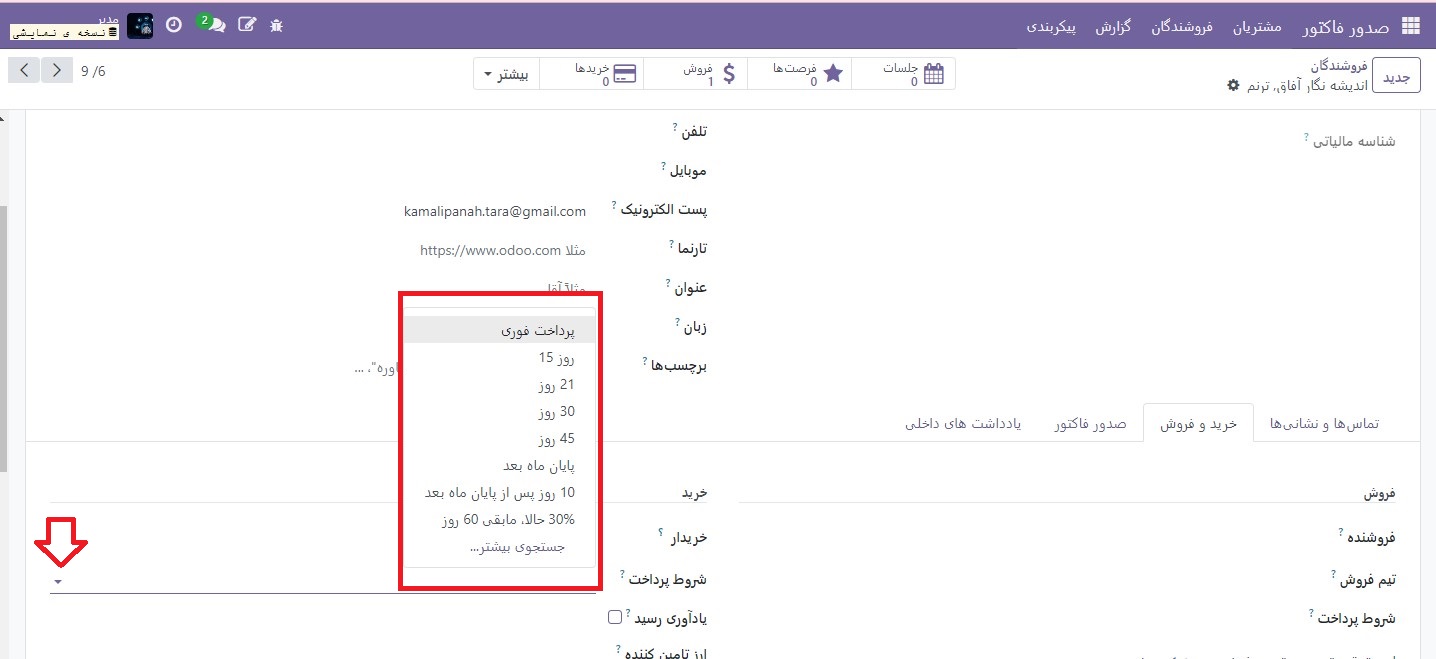 صدور فاکتور مشتریان فروشندگان گزارش پیکربندی
2
مدیر
نسخه ی نمایشی
جدید
فروشندگان
اندیشه نگار آفاق, ترنم
جلسات 0
فرصت‌ها 0
فروش 1
خریدها 0
بیشتر
9 /6
شناسه مالیاتی ?
تلفن ?
موبایل ?
پست الکترونیک ? kamalipanah.tara@gmail.com
تارنما ? مثلا https://www.odoo.com
عنوان ? مثلاً آقا
زبان ?
برچسب‌ها ? ...
پرداخت فوری
15 روز
21 روز
30 روز
45 روز
پایان ماه بعد
10 روز پس از پایان ماه بعد
30% حالا، مابقی 60 روز
جستجوی بیشتر...
تماس‌ها و نشانی‌ها خرید و فروش صدور فاکتور یادداشت های داخلی
فروش
فروشنده ?
تیم فروش ?
شروط پرداخت ?
خرید
خریدار ؟
شروط پرداخت ?
یادآوری رسید ?
ارز تامین کننده ?